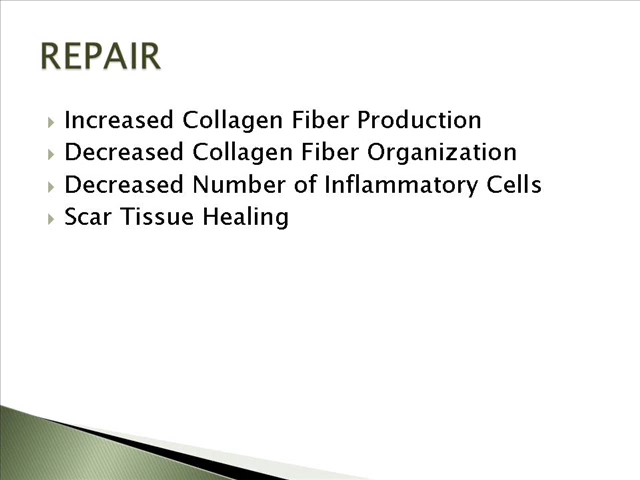 REPAIR
Increased Collagen Fiber Production
Decreased Collagen Fiber Organization
Decreased Number of Inflammatory Cells
Scar Tissue Healing